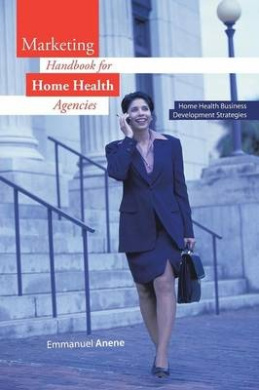 Marketing
Handbook for
Home Health
Agencies
Home Health Business
Development Strategies
Emmanuel Anene